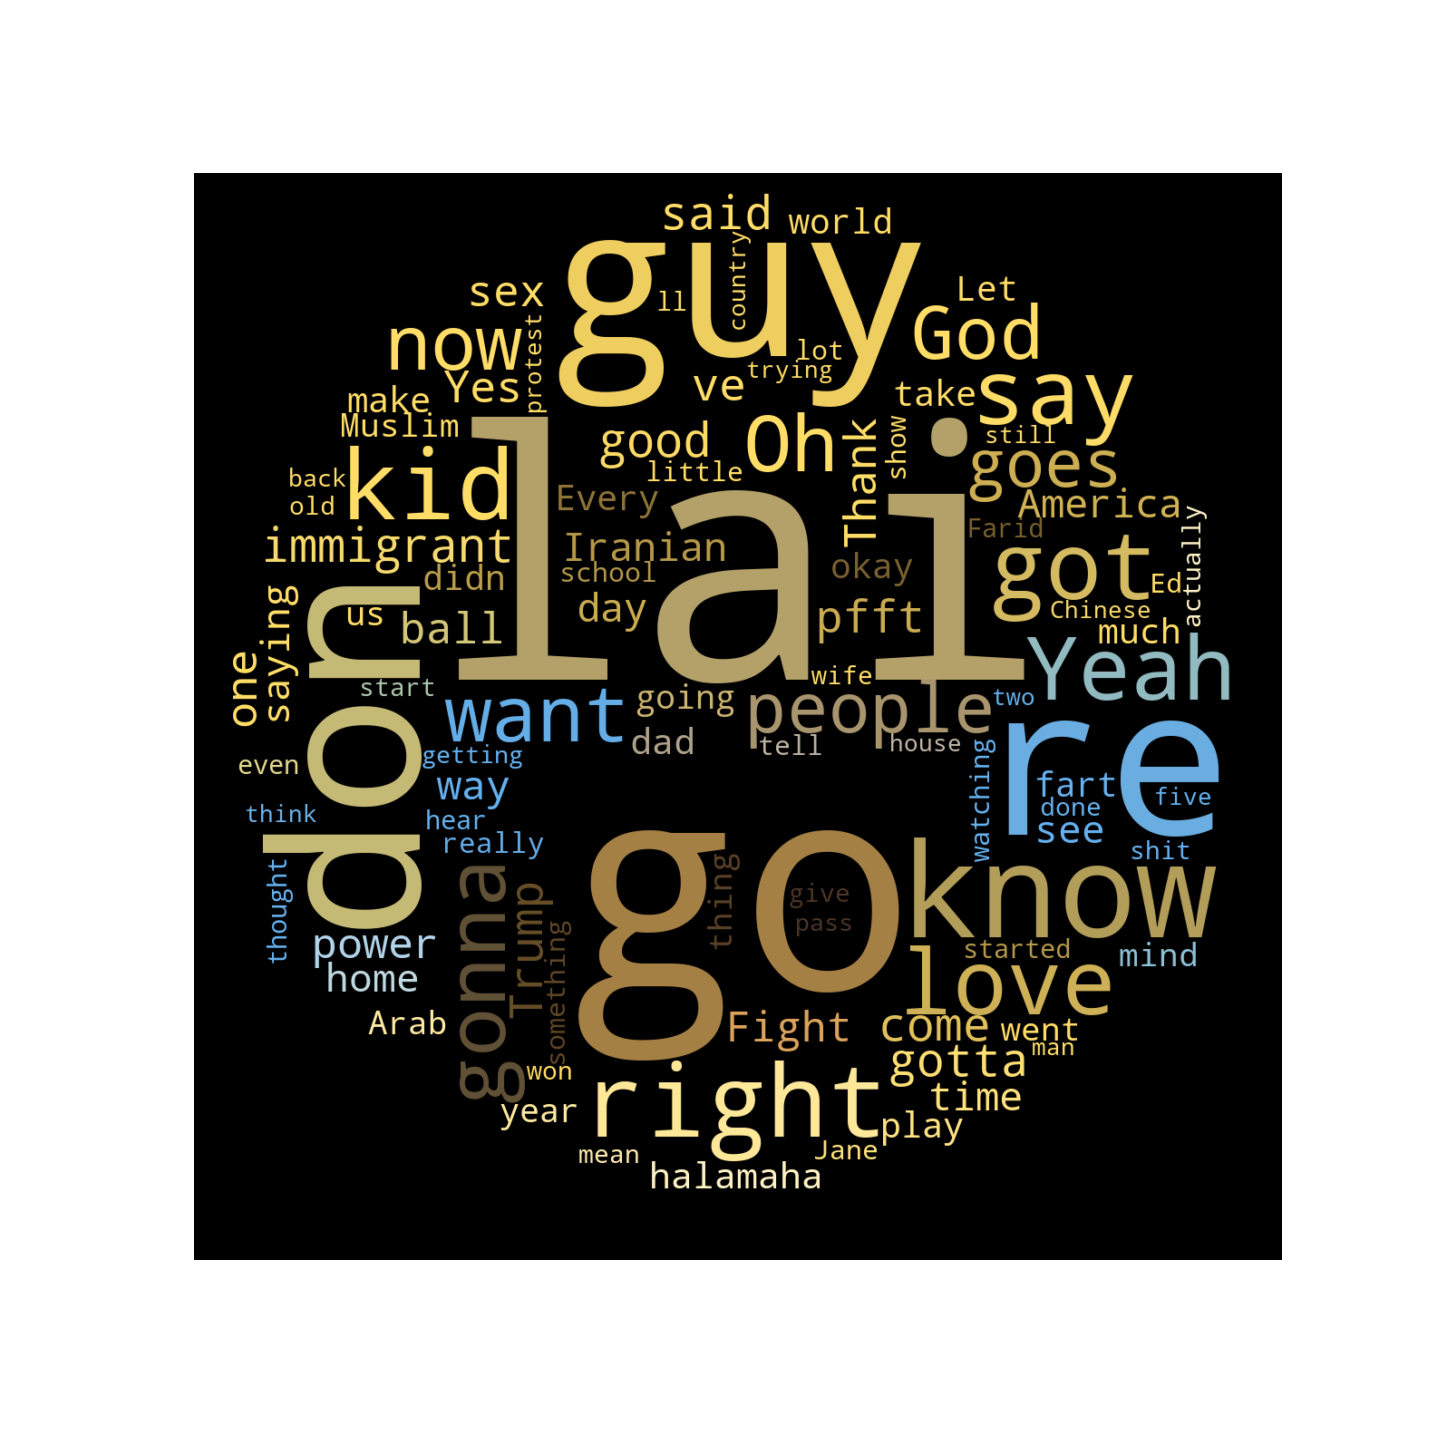 said
world
guy
country
ll
sex
Let
now
God
protest
lot
trying
Yes
ve
take
say
make
Muslim
lai
good
Oh
Thank
show
still
goes
little
kid
back
old
Every
America
Farid
immigrant
Iranian
okay
got
actually
didn
school
Ed
don
us
ball
day
pfft
Chinese
much
saying
one
start
want
going
wife
people
two
Yeah
dad
tell
house
re
even
getting
way
watching
fart
done
five
think
hear
see
really
shit
thought
gonna
Trump
thing
go
give
pass
know
power
something
started
mind
home
love
Arab
Fight
come
went
man
won
gotta
year
right
time
play
mean
Jane
halamaha